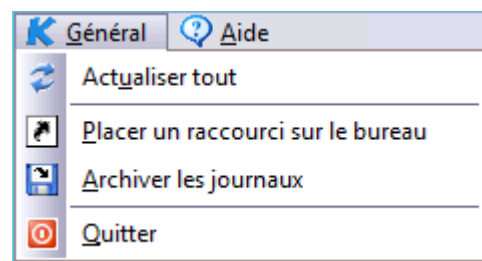 Général Aide
Actualiser tout
Placer un raccourci sur le bureau
Archiver les journaux
Quitter